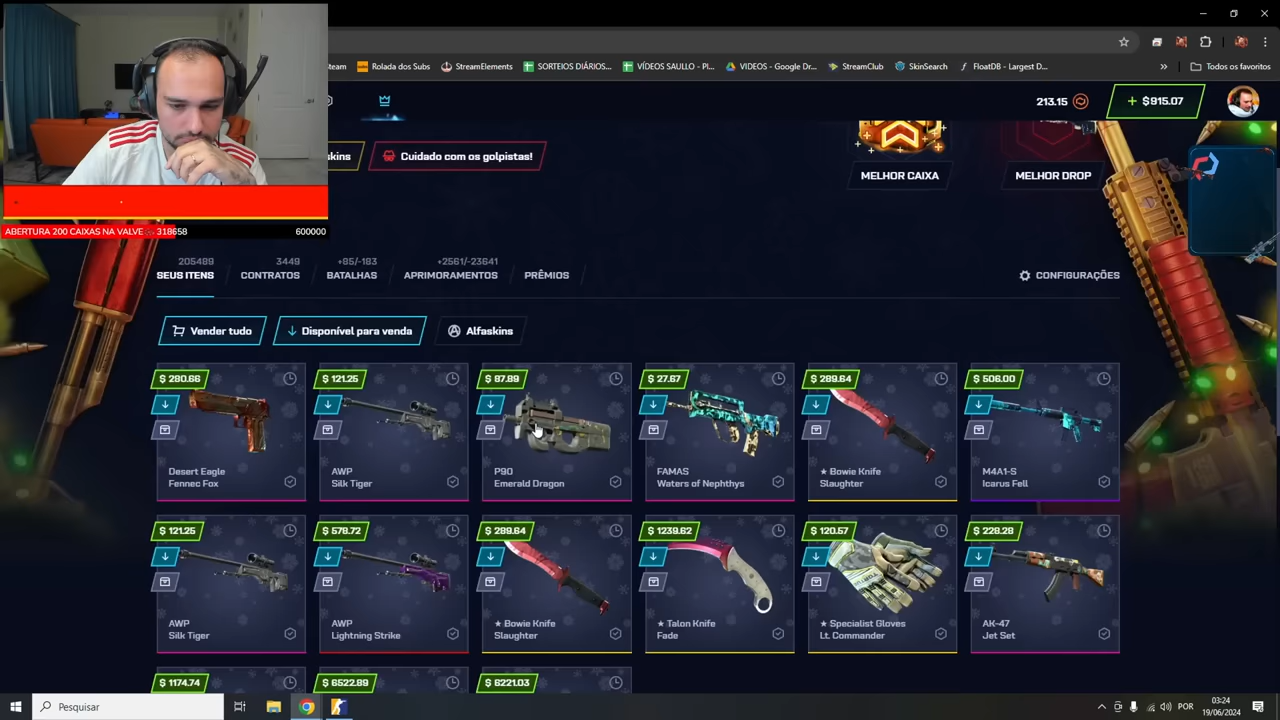 steam
Rolada dos Subs
StreamElements
SORTEIOS DIÁRIOS...
VÍDEOS SAULLO - Pi...
VIDEOS - Google Dr...
StreamClub
SkinSearch
FloatDB - Largest D...
»
Todos os favoritos
213.15
+ $915.07
kins
Cuidado com os golpistas!
MELHOR CAIXA
MELHOR DROP
ABERTURA 200 CAIXAS NA VALVE
318658
600000
205489
3449
+85/-183
+2561/-23641
SEUS ITENS
CONTRATOS
BATALHAS
APRIMORAMENTOS
PRÊMIOS
CONFIGURAÇÕES
Vender tudo
Disponível para venda
Alfaskins
$ 280.66
$ 121.25
$ 87.89
$ 27.67
$ 289.64
$ 506.00
Desert Eagle
Fennec Fox
AWP
Silk Tiger
P90
Emerald Dragon
FAMAS
Waters of Nephthys
★ Bowie Knife
Slaughter
M4A1-S
Icarus Fell
$ 121.25
$ 578.72
$ 289.64
$ 1239.62
$ 120.57
$ 228.28
AWP
Silk Tiger
AWP
Lightning Strike
★ Bowie Knife
Slaughter
★ Talon Knife
Fade
★ Specialist Gloves
Lt. Commander
AK-47
Jet Set
$ 1174.74
$ 6522.89
$ 6221.03
Pesquisar
POR
03:24
19/06/2024